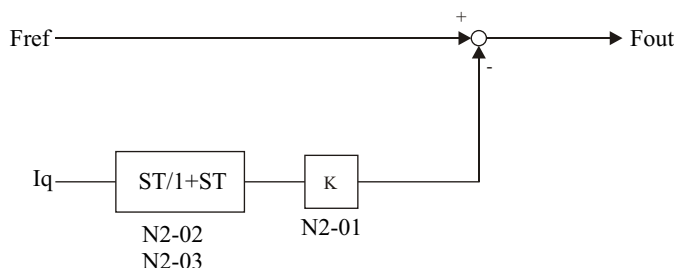 +
Fref
Fout
-
Iq
ST/1+ST
K
N2-02
N2-01
N2-03